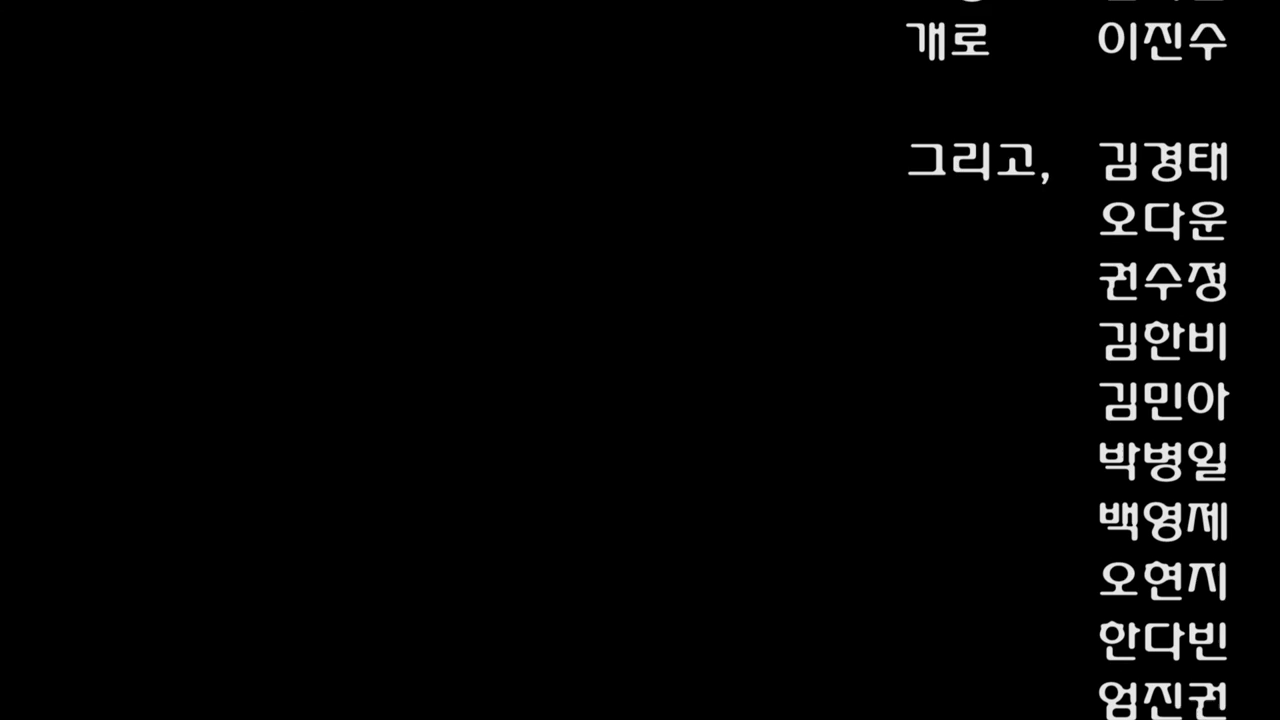 개로 이진수
그리고, 김경태
오다운
권수정
김한비
김민아
박병일
백영제
오현지
한다빈
엄진권